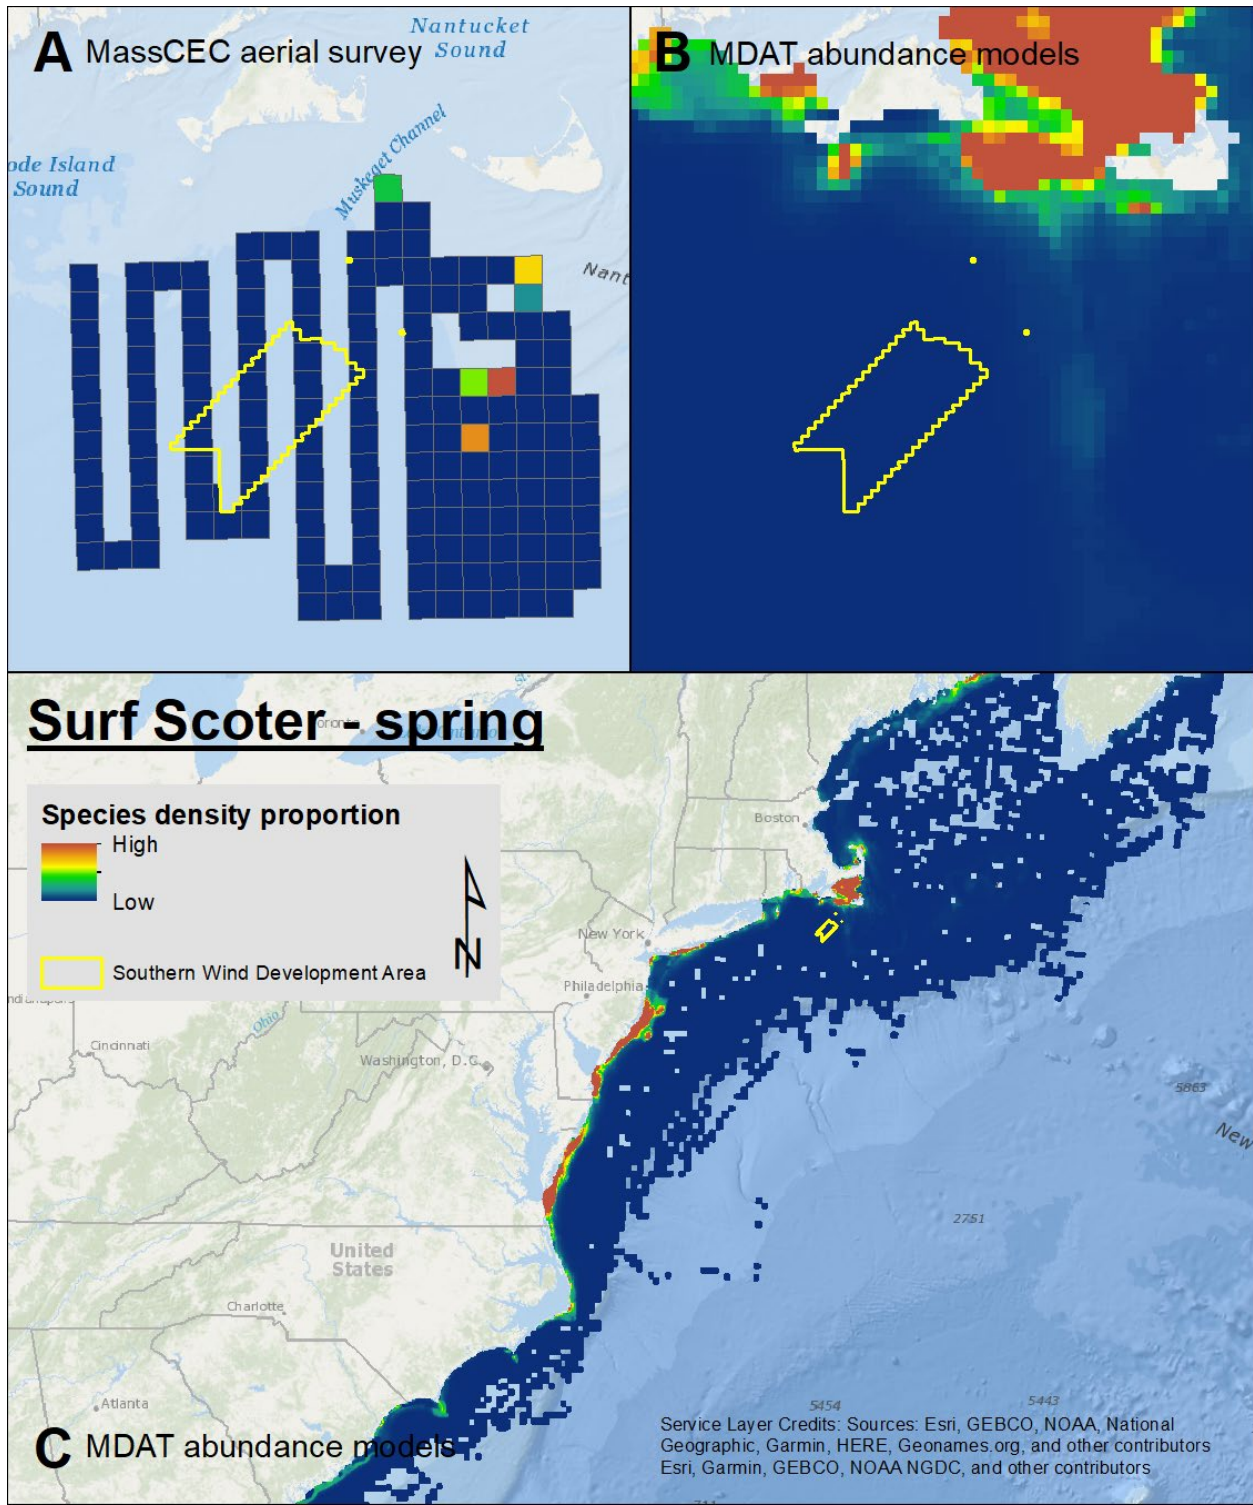 A MassCEC aerial survey
Nantucket
Sound
Muskeget Channel
ode Island
Sound
Nant
B MDAT abundance models
Surf Scoter - spring
Toronto
Species density proportion
High
Low
N
Southern Wind Development Area
Boston
New York
Philadelphia
Ohio
Cincinnati
Washington, D.C.
5863
New
2751
United
States
Charlotte
Atlanta
5454
5443
C MDAT abundance models
Service Layer Credits: Sources: Esri, GEBCO, NOAA, National
Geographic, Garmin, HERE, Geonames.org, and other contributors
Esri, Garmin, GEBCO, NOAA NGDC, and other contributors